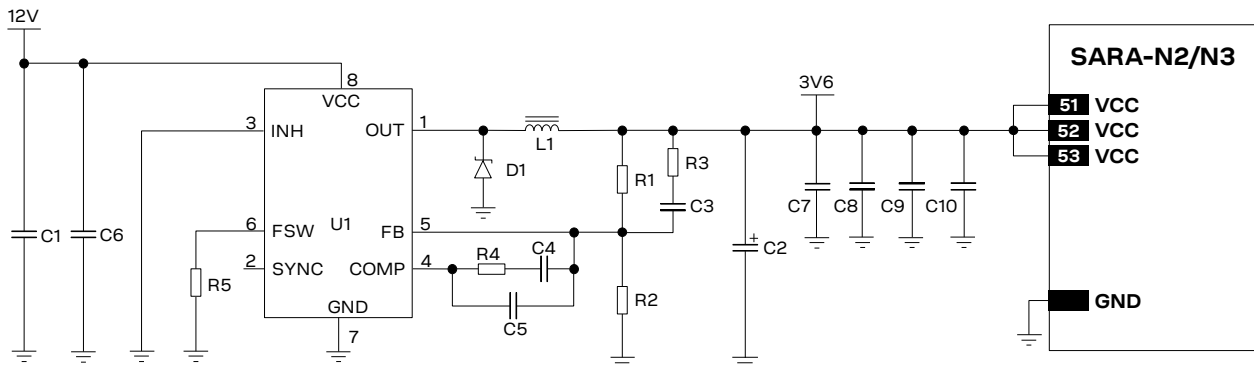 12V
SARA-N2/N3
8
VCC
3V6
51 VCC
3 INH
OUT 1
52 VCC
L1
53 VCC
D1
R1
R3
C3
C7
C8
C9
C10
C1
C6
6 FSW
U1
FB 5
C4
C2
R5
2 SYNC
COMP 4
R4
R2
GND
GND
C5
7